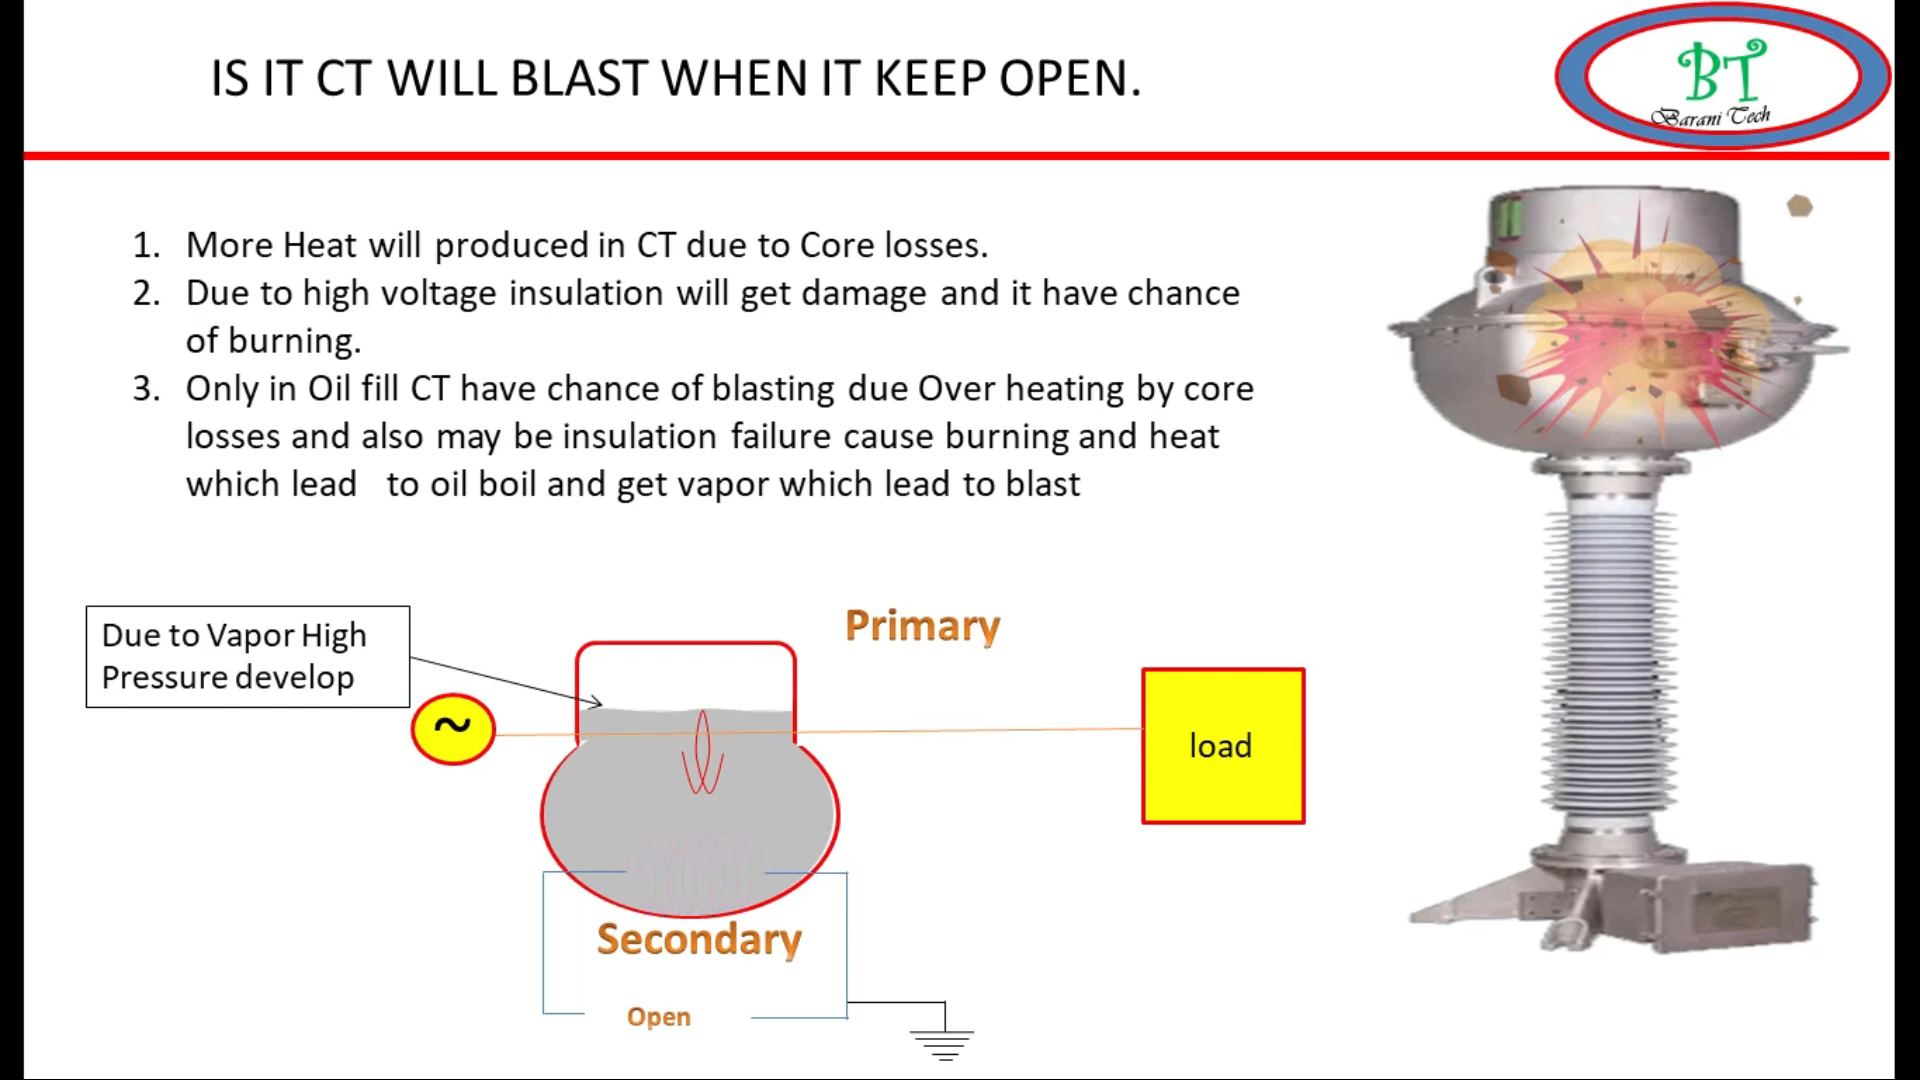 IS IT CT WILL BLAST WHEN IT KEEP OPEN.
BT
Barani Tech
1. More Heat will produced in CT due to Core losses.
2. Due to high voltage insulation will get damage and it have chance
of burning.
3. Only in Oil fill CT have chance of blasting due Over heating by core
losses and also may be insulation failure cause burning and heat
which lead to oil boil and get vapor which lead to blast
Due to Vapor High
Pressure develop
Primary
~
load
Secondary
Open